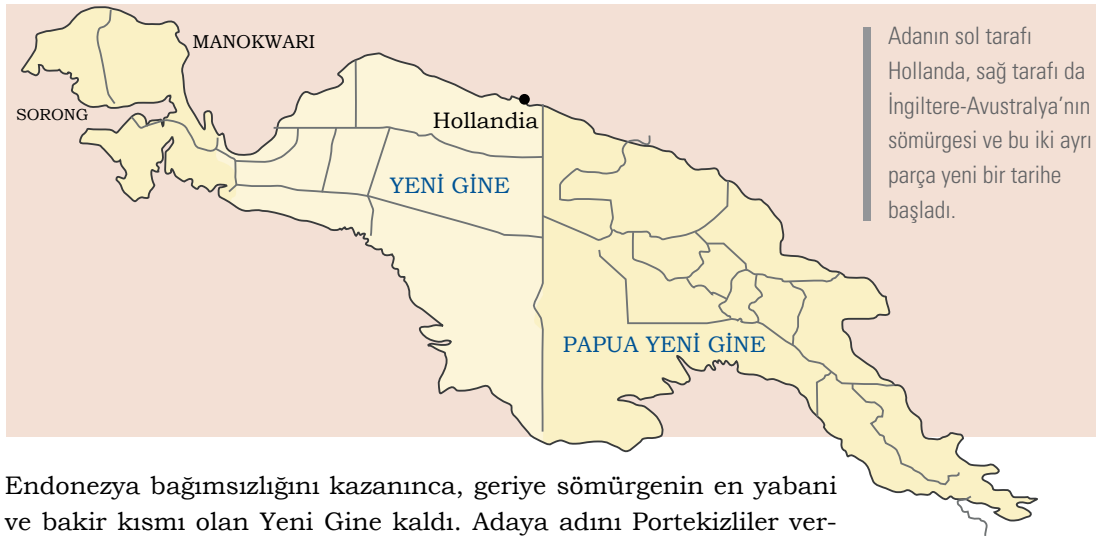 MANOKWARI
SORONG
Hollandia
YENİ GİNE
PAPUA YENİ GİNE
Adanın sol tarafı
Hollanda, sağ tarafı da
İngiltere-Avustralya’nın
sömürgesi ve bu iki ayrı
parça yeni bir tarihe
başladı.
Endonezya bağımsızlığını kazanınca, geriye sömürgenin en yabani
ve bakir kısmı olan Yeni Gine kaldı. Adaya adını Portekizliler ver-